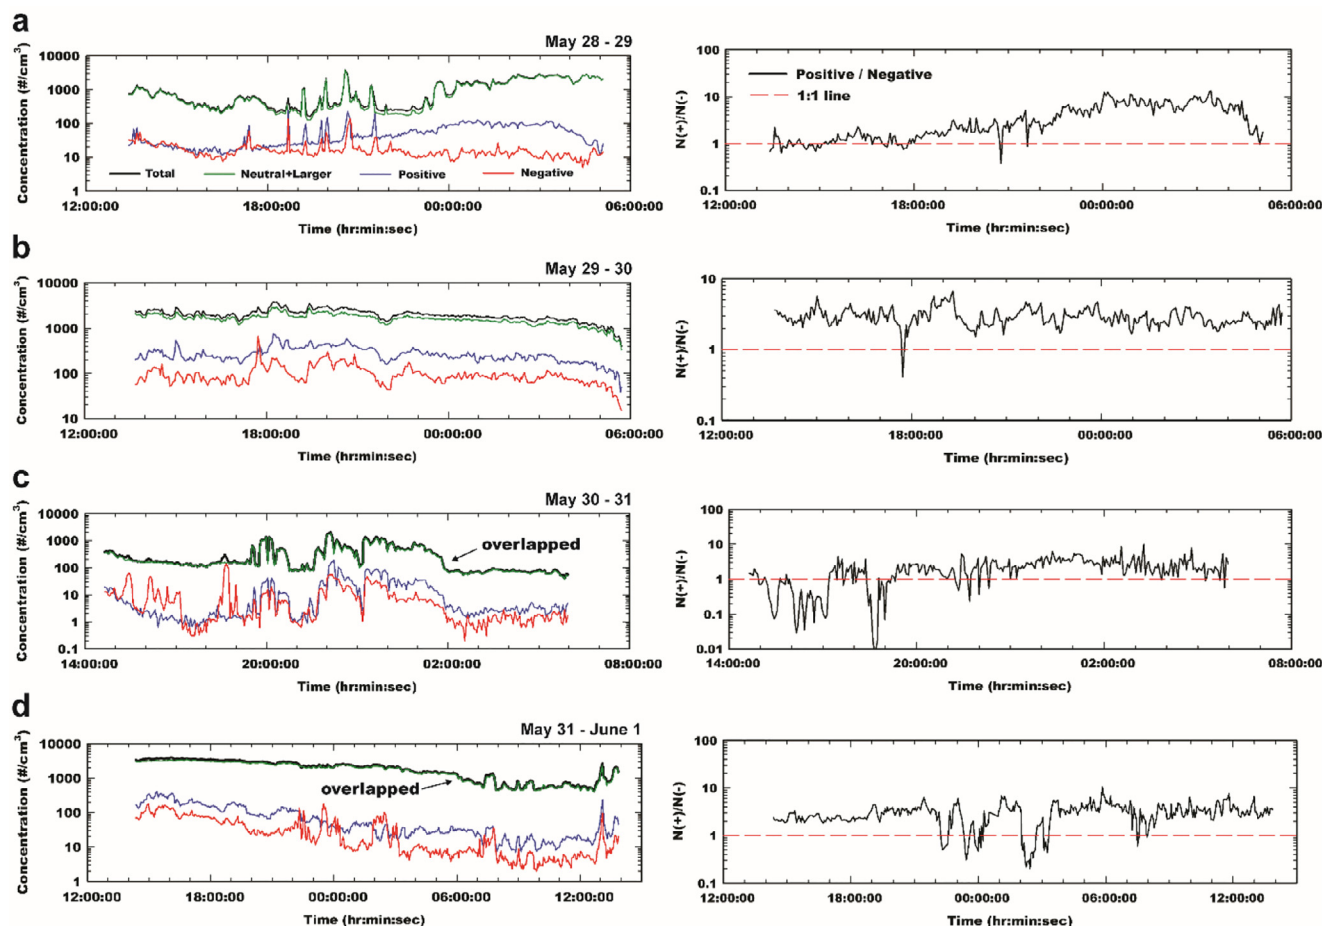 a
May 28 - 29
Concentration (#/cm³)
10000
1000
100
10
1
Total
Neutral+Larger
Positive
Negative
12:00:00
18:00:00
00:00:00
06:00:00
Time (hr:min:sec)
N(+)/N(-)
100
10
1
0.1
Positive / Negative
1:1 line
12:00:00
18:00:00
00:00:00
06:00:00
Time (hr:min:sec)
b
May 29 - 30
Concentration (#/cm³)
10000
1000
100
10
12:00:00
18:00:00
00:00:00
06:00:00
Time (hr:min:sec)
N(+)/N(-)
10
1
0.1
12:00:00
18:00:00
00:00:00
06:00:00
Time (hr:min:sec)
c
May 30 - 31
Concentration (#/cm³)
10000
1000
100
10
1
0.1
overlapped
14:00:00
20:00:00
02:00:00
08:00:00
Time (hr:min:sec)
N(+)/N(-)
100
10
1
0.1
0.01
14:00:00
20:00:00
02:00:00
08:00:00
Time (hr:min:sec)
d
May 31 - June 1
Concentration (#/cm³)
10000
1000
100
10
1
overlapped
12:00:00
18:00:00
00:00:00
06:00:00
12:00:00
Time (hr:min:sec)
N(+)/N(-)
100
10
1
0.1
12:00:00
18:00:00
00:00:00
06:00:00
12:00:00
Time (hr:min:sec)